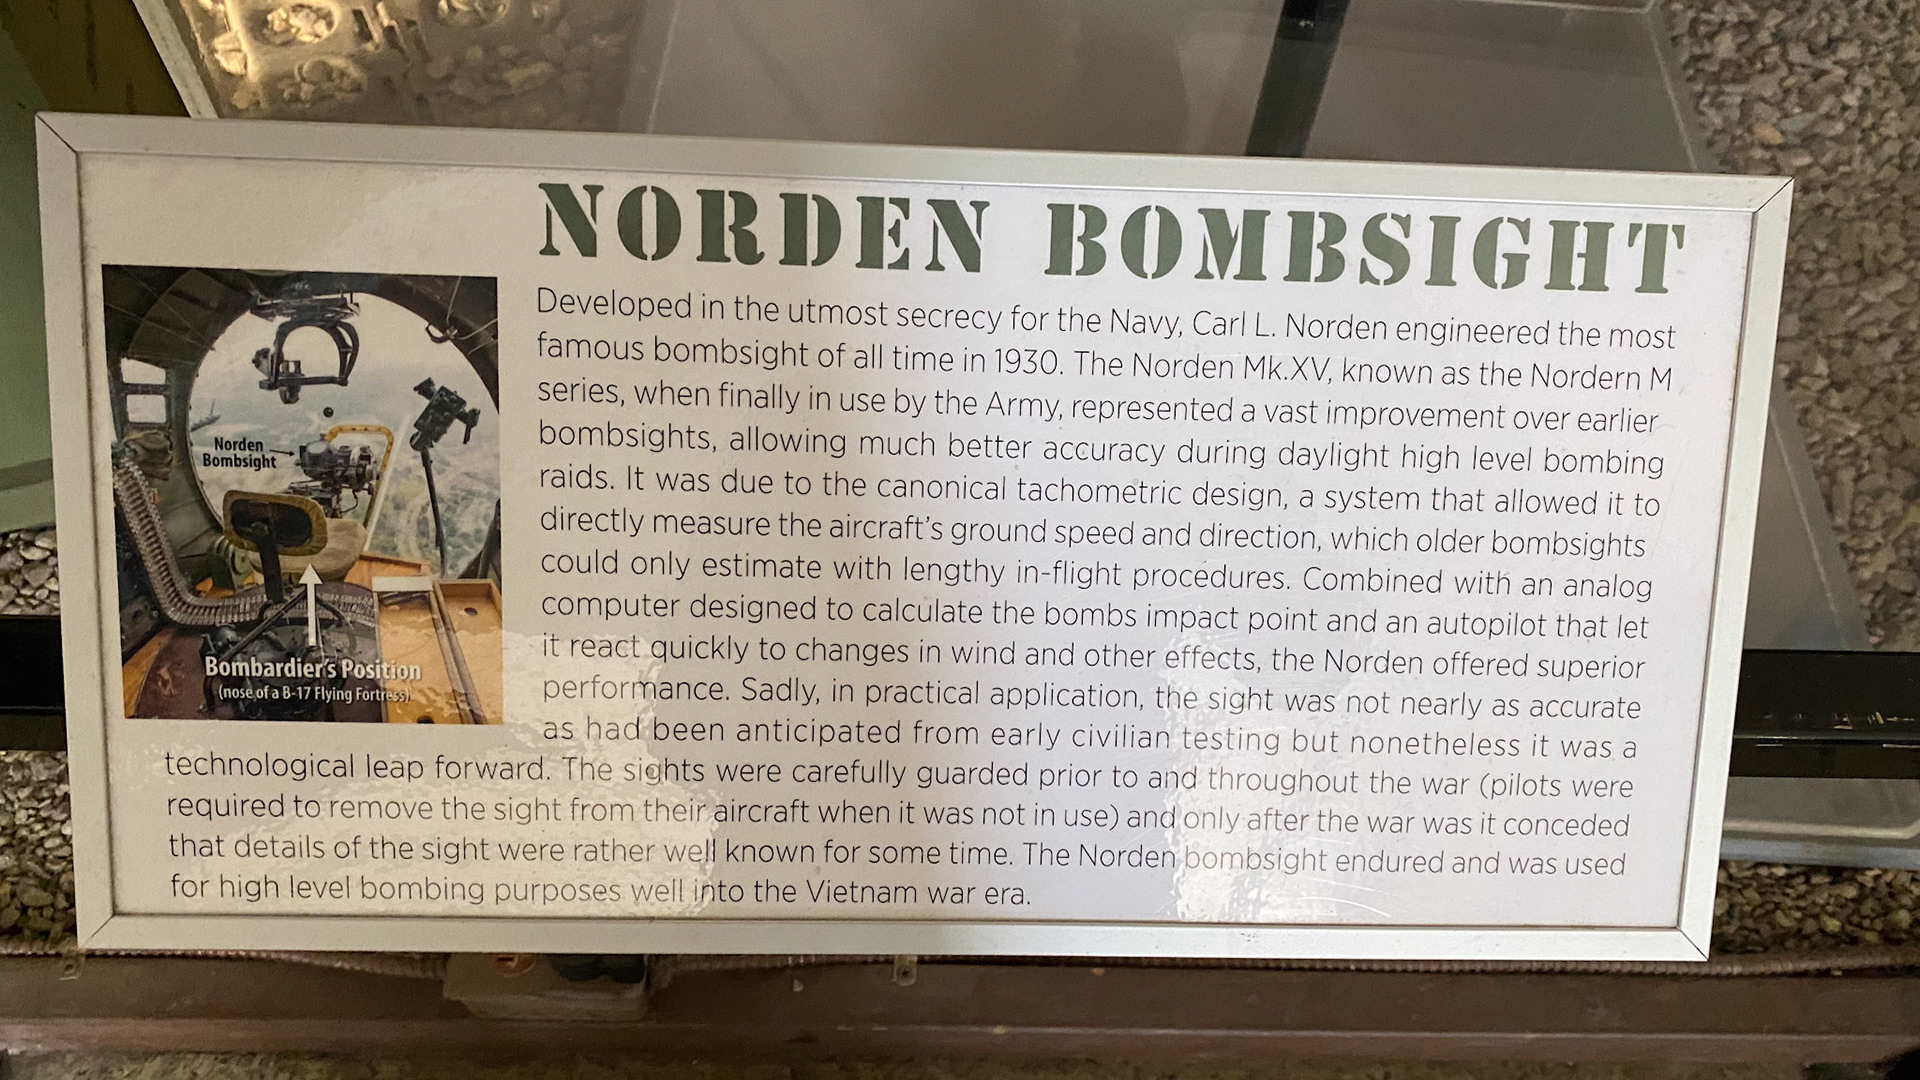 NORDEN BOMBSIGHT
Developed in the utmost secrecy for the Navy, Carl L. Norden engineered the most
famous bombsight of all time in 1930. The Norden Mk.XV, known as the Nordern M
series, when finally in use by the Army, represented a vast improvement over earlier
bombsights, allowing much better accuracy during daylight high level bombing
raids. It was due to the canonical tachometric design, a system that allowed it to
directly measure the aircraft's ground speed and direction, which older bombsights
could only estimate with lengthy in-flight procedures. Combined with an analog
computer designed to calculate the bombs impact point and an autopilot that let
it react quickly to changes in wind and other effects, the Norden offered superior
performance. Sadly, in practical application, the sight was not nearly as accurate
as had been anticipated from early civilian testing but nonetheless it was a
technological leap forward. The sights were carefully guarded prior to and throughout the war (pilots were
required to remove the sight from their aircraft when it was not in use) and only after the war was it conceded
that details of the sight were rather well known for some time. The Norden bombsight endured and was used
for high level bombing purposes well into the Vietnam war era.
Norden
Bombsight
Bombardier's Position
(nose of a B-17 Flying Fortress)